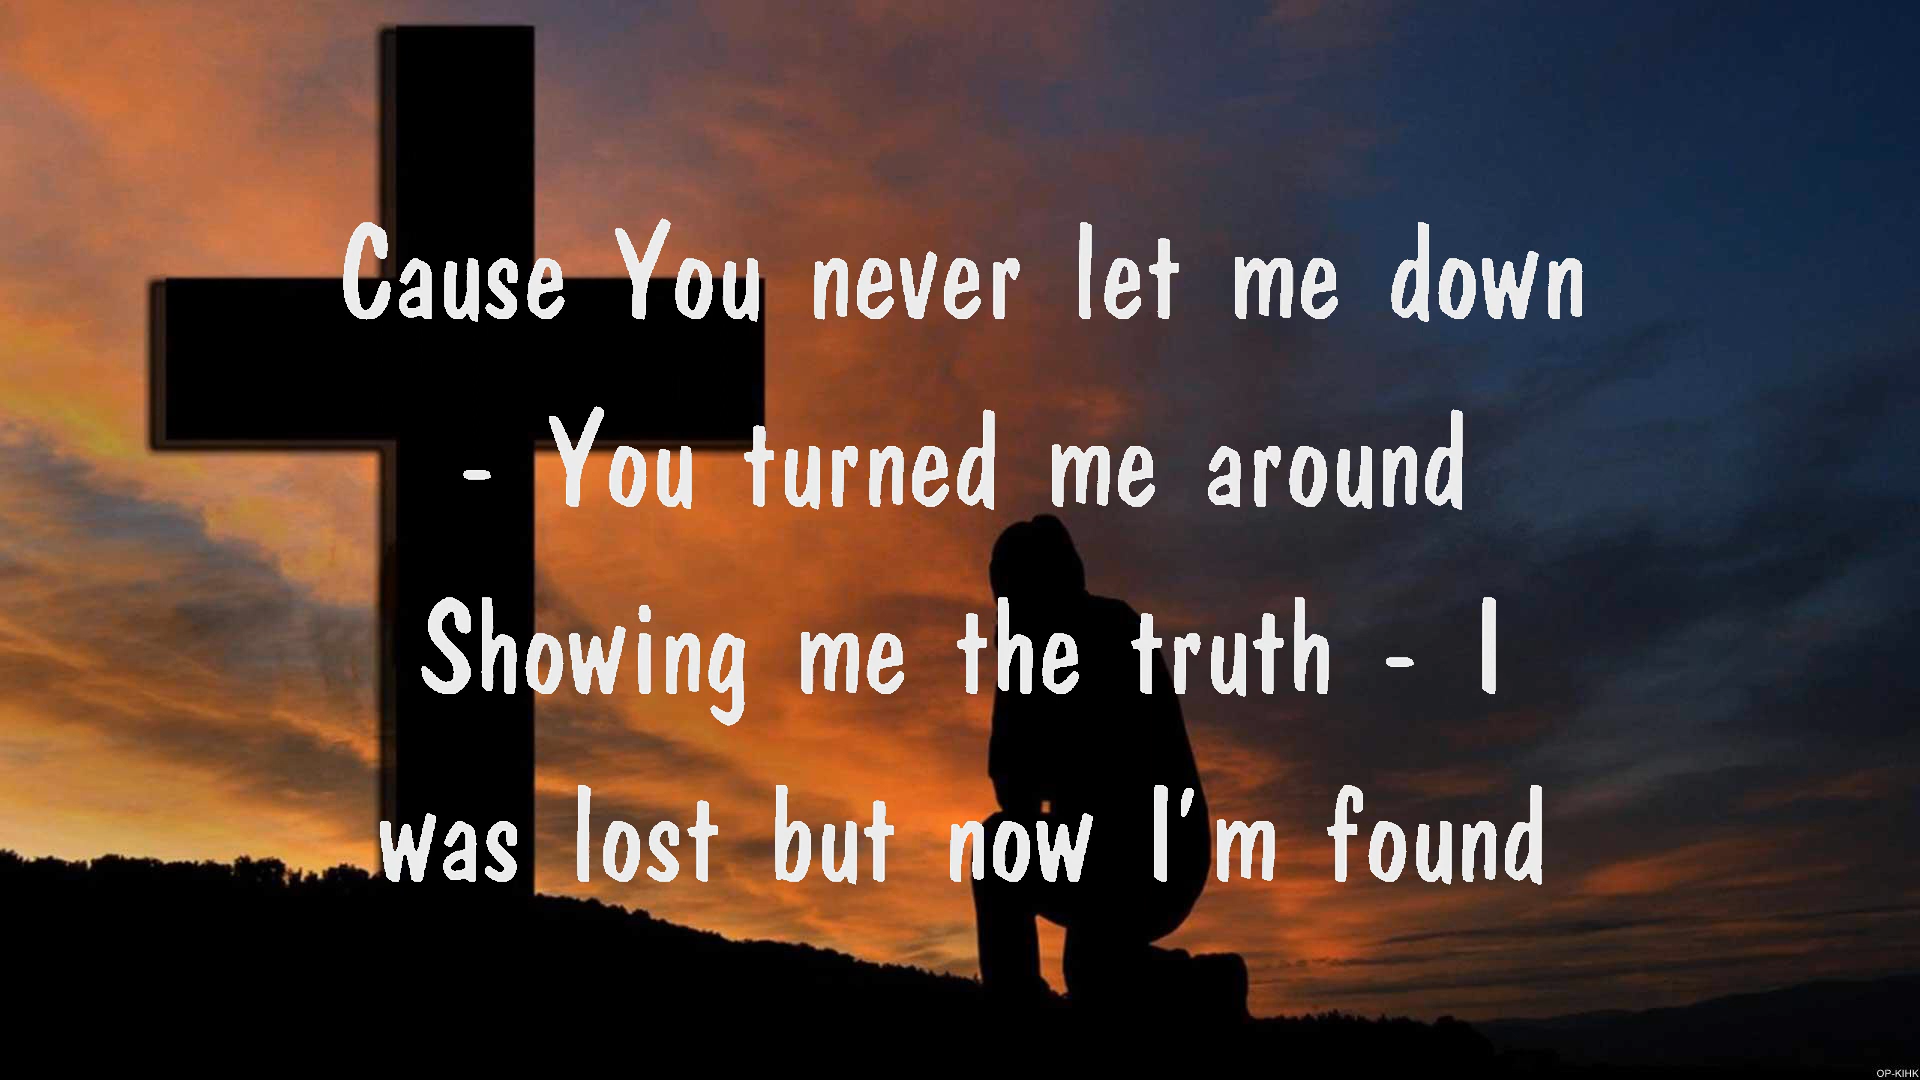 Cause You never let me down
- You turned me around
Showing me the truth - I
was lost but now I'm found
OP-KIHK